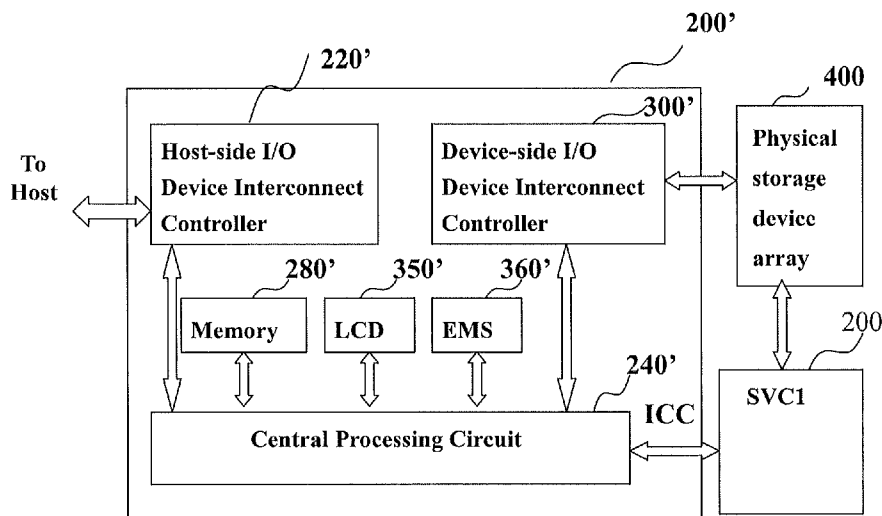 200’
220’
400
300’
To
Host
Host-side I/O
Device Interconnect
Controller
Device-side I/O
Device Interconnect
Controller
Physical
storage
device
array
280’
350’
360’
Memory
LCD
EMS
200
240’
SVC1
ICC
Central Processing Circuit